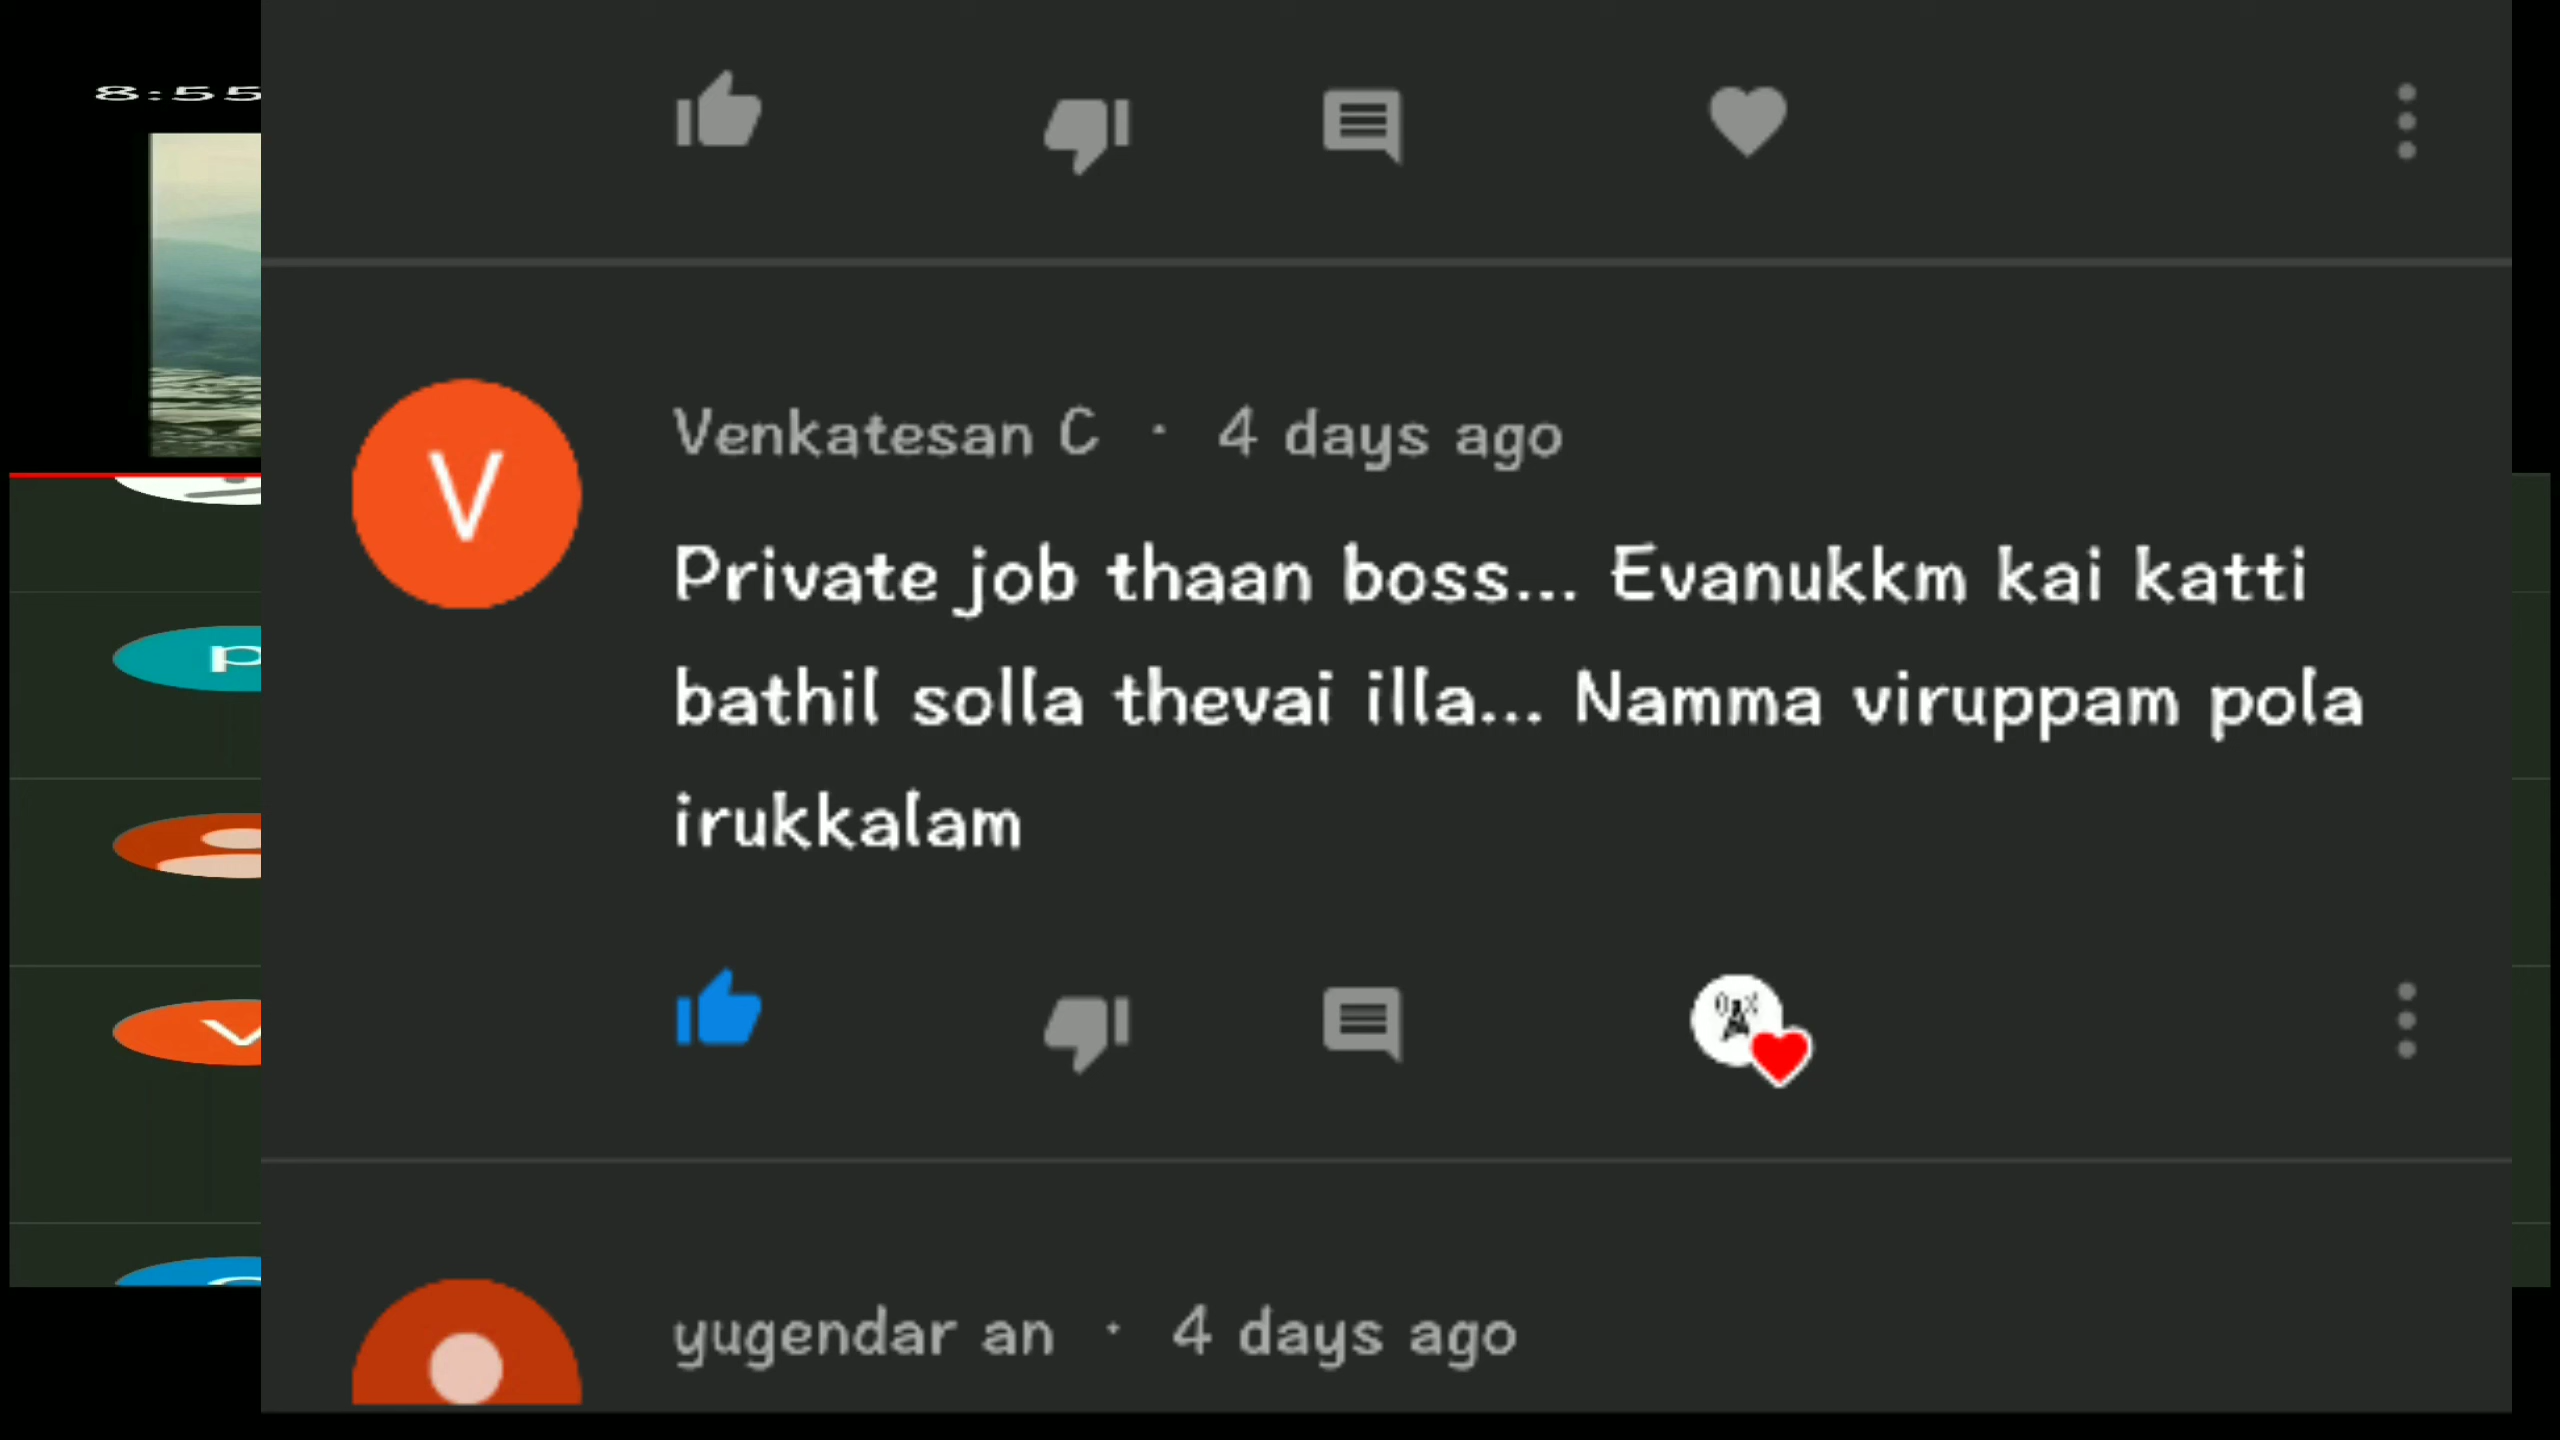 8:55
V
Venkatesan C · 4 days ago
Private job thaan boss... Evanukkm kai katti
bathil solla thevai illa... Namma viruppam pola
irukkalam
P
V
yugendar an · 4 days ago